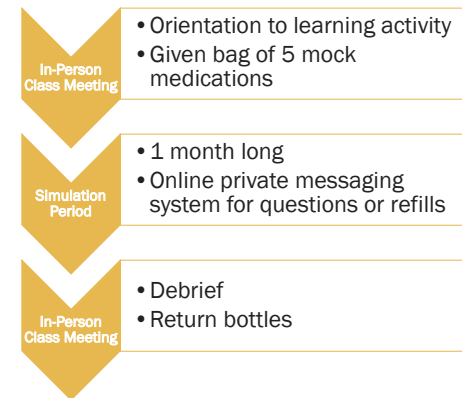 In-Person
Class Meeting
•Orientation to learning activity
•Given bag of 5 mock
medications
Simulation
Period
•1 month long
•Online private messaging
system for questions or refills
In-Person
Class Meeting
•Debrief
•Return bottles